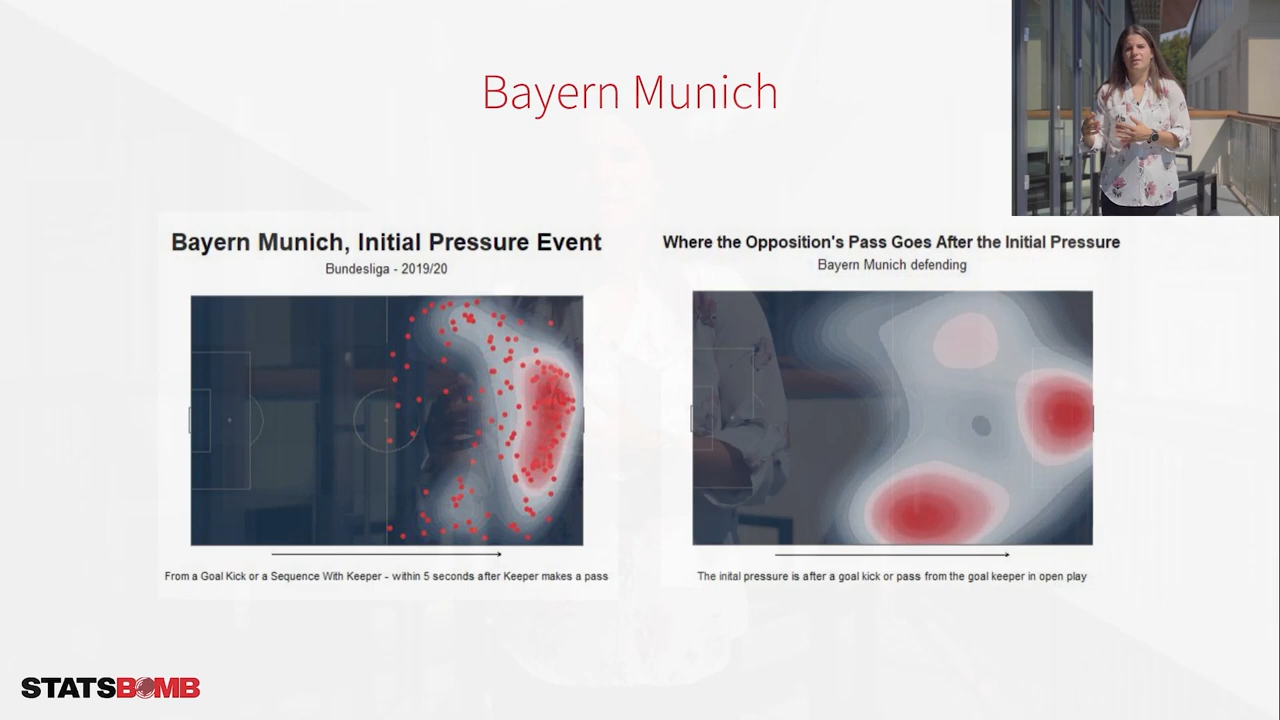 Bayern Munich
Bayern Munich, Initial Pressure Event
Bundesliga - 2019/20
From a Goal Kick or a Sequence With Keeper - within 5 seconds after Keeper makes a pass
Where the Opposition's Pass Goes After the Initial Pressure
Bayern Munich defending
The inital pressure is after a goal kick or pass from the goal keeper in open play
STATSBOMB